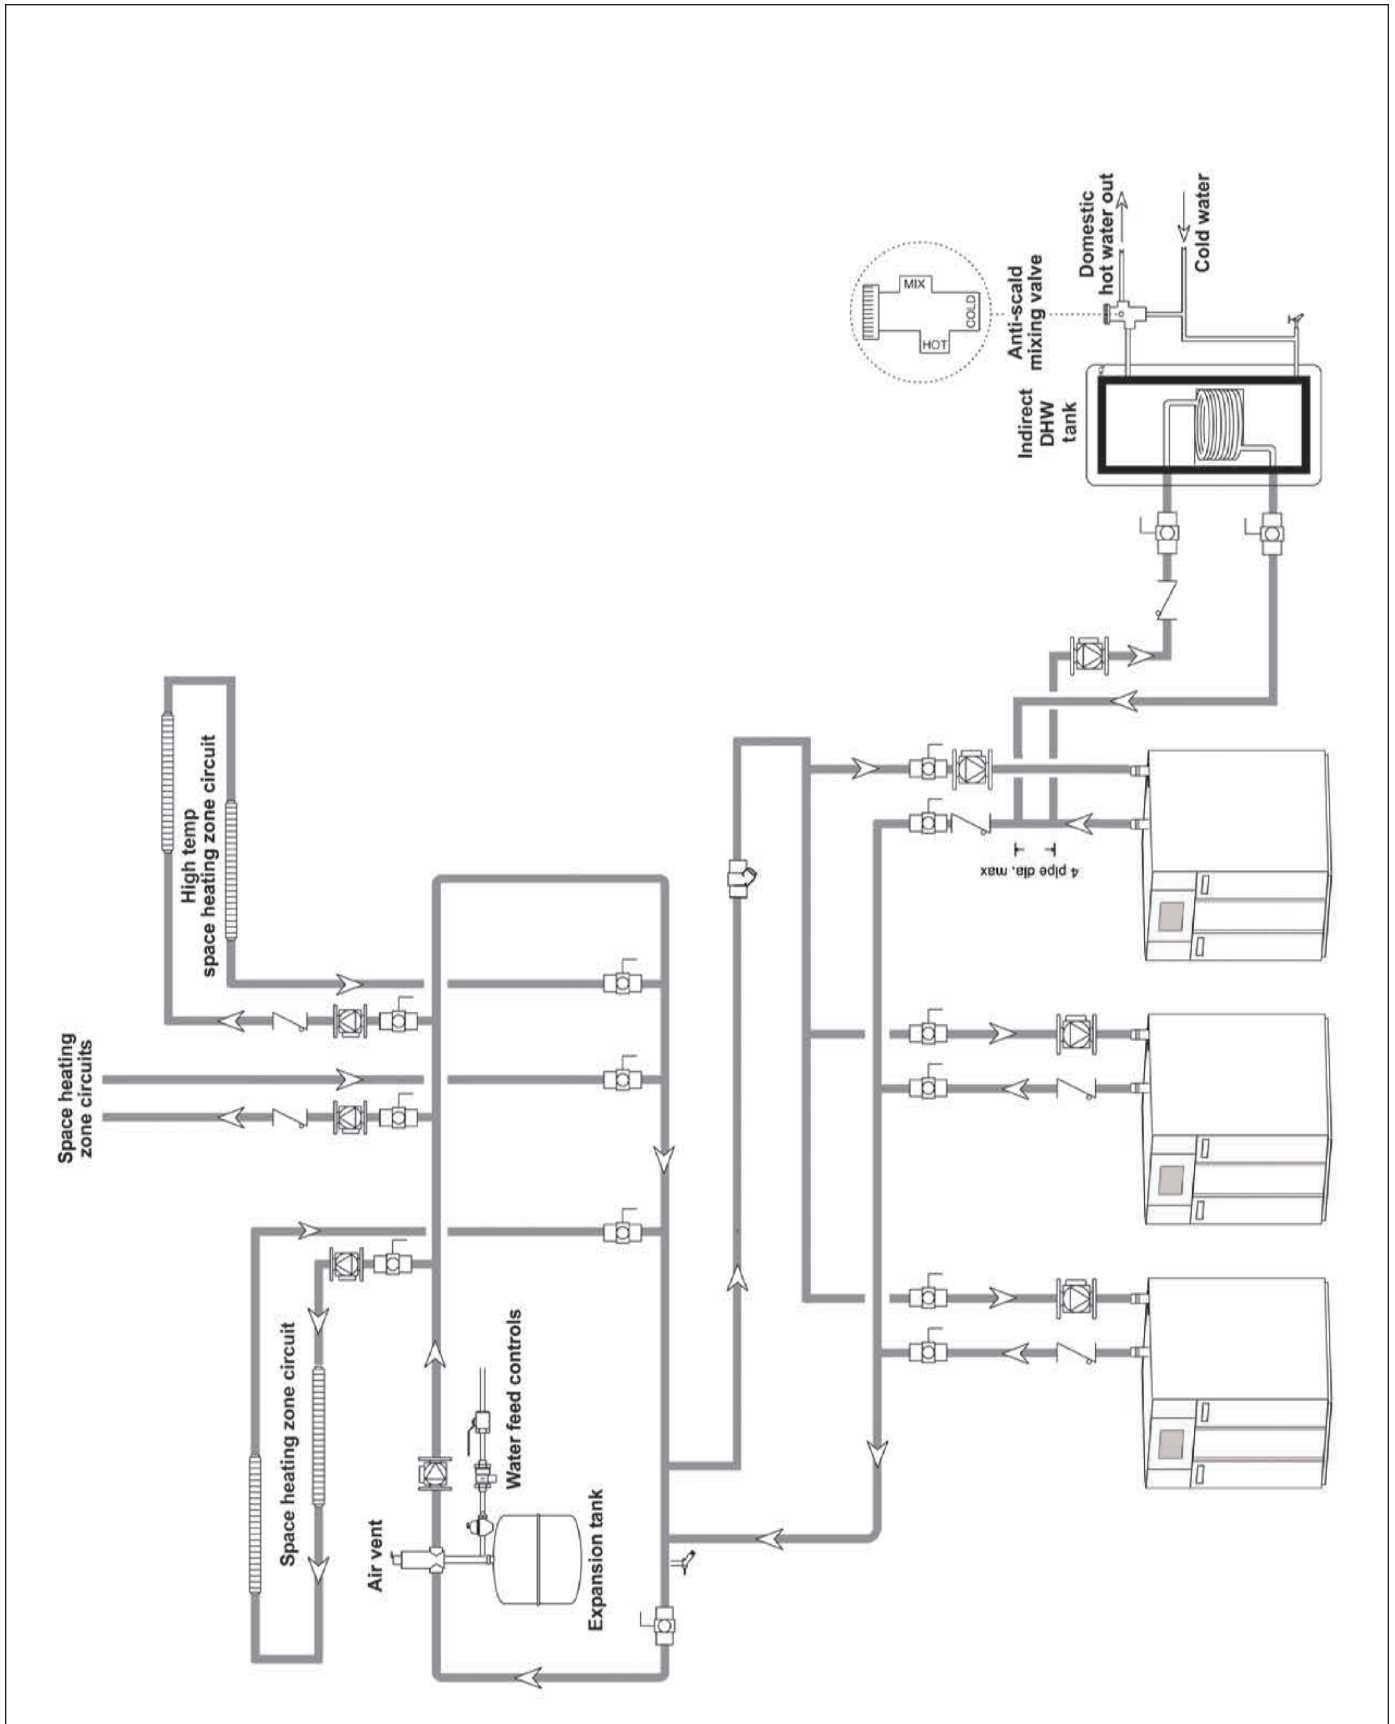 Space heating
zone circuits
High temp
space heating zone circuit
Space heating zone circuit
Air vent
Water feed controls
Expansion tank
4 pipe dia. max
Indirect
DHW
tank
Anti-scald
mixing valve
MIX
HOT
COLD
Domestic
hot water out
Cold water